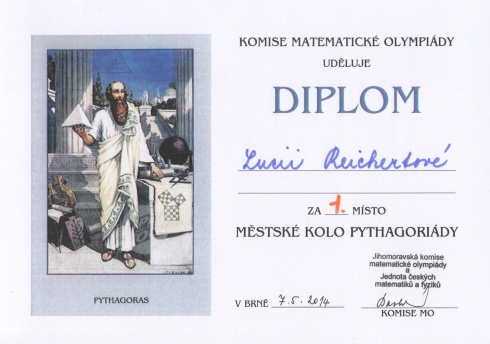 KOMISE MATEMATICKÉ OLYMPIÁDY
UDĚLUJE
DIPLOM
Lucii Reichertové
ZA 1. MÍSTO
MĚSTSKÉ KOLO PYTHAGORIÁDY
Jihomoravská komise
matematické olympiády
a
Jednota českých
matematiků a fyziků
V BRNĚ 7.5.2014
KOMISE MO
PYTHAGORAS